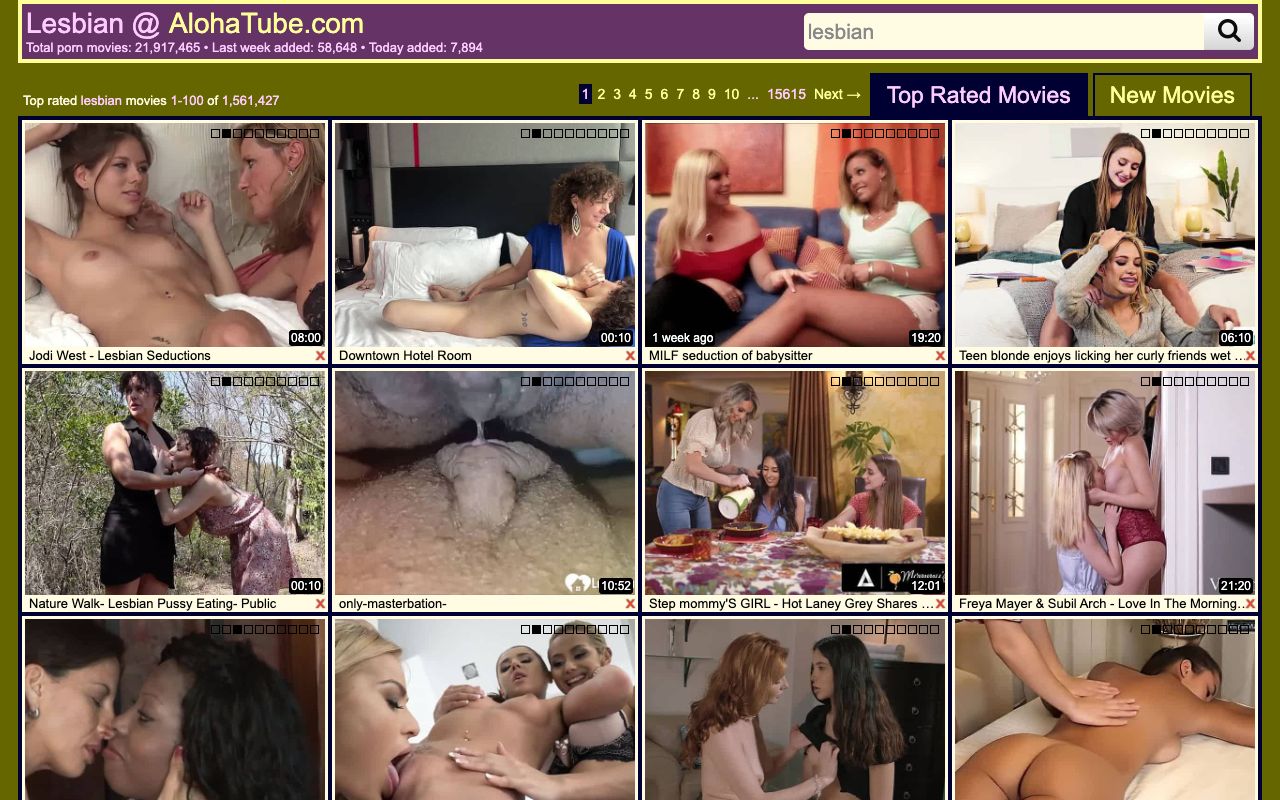 Lesbian @ AlohaTube.com
Total porn movies: 21,917,465 • Last week added: 58,648 • Today added: 7,894
lesbian
Top rated lesbian movies 1-100 of 1,561,427
1 2 3 4 5 6 7 8 9 10 ... 15615 Next →
Top Rated Movies
New Movies
08:00
Jodi West - Lesbian Seductions x
00:10
Downtown Hotel Room x
1 week ago 19:20
MILF seduction of babysitter x
06:10
Teen blonde enjoys licking her curly friends wet ... x
00:10
Nature Walk- Lesbian Pussy Eating- Public x
10:52
only-masterbation- x
12:01
Step mommy'S GIRL - Hot Laney Grey Shares ... x
21:20
Freya Mayer & Subil Arch - Love In The Morning... x